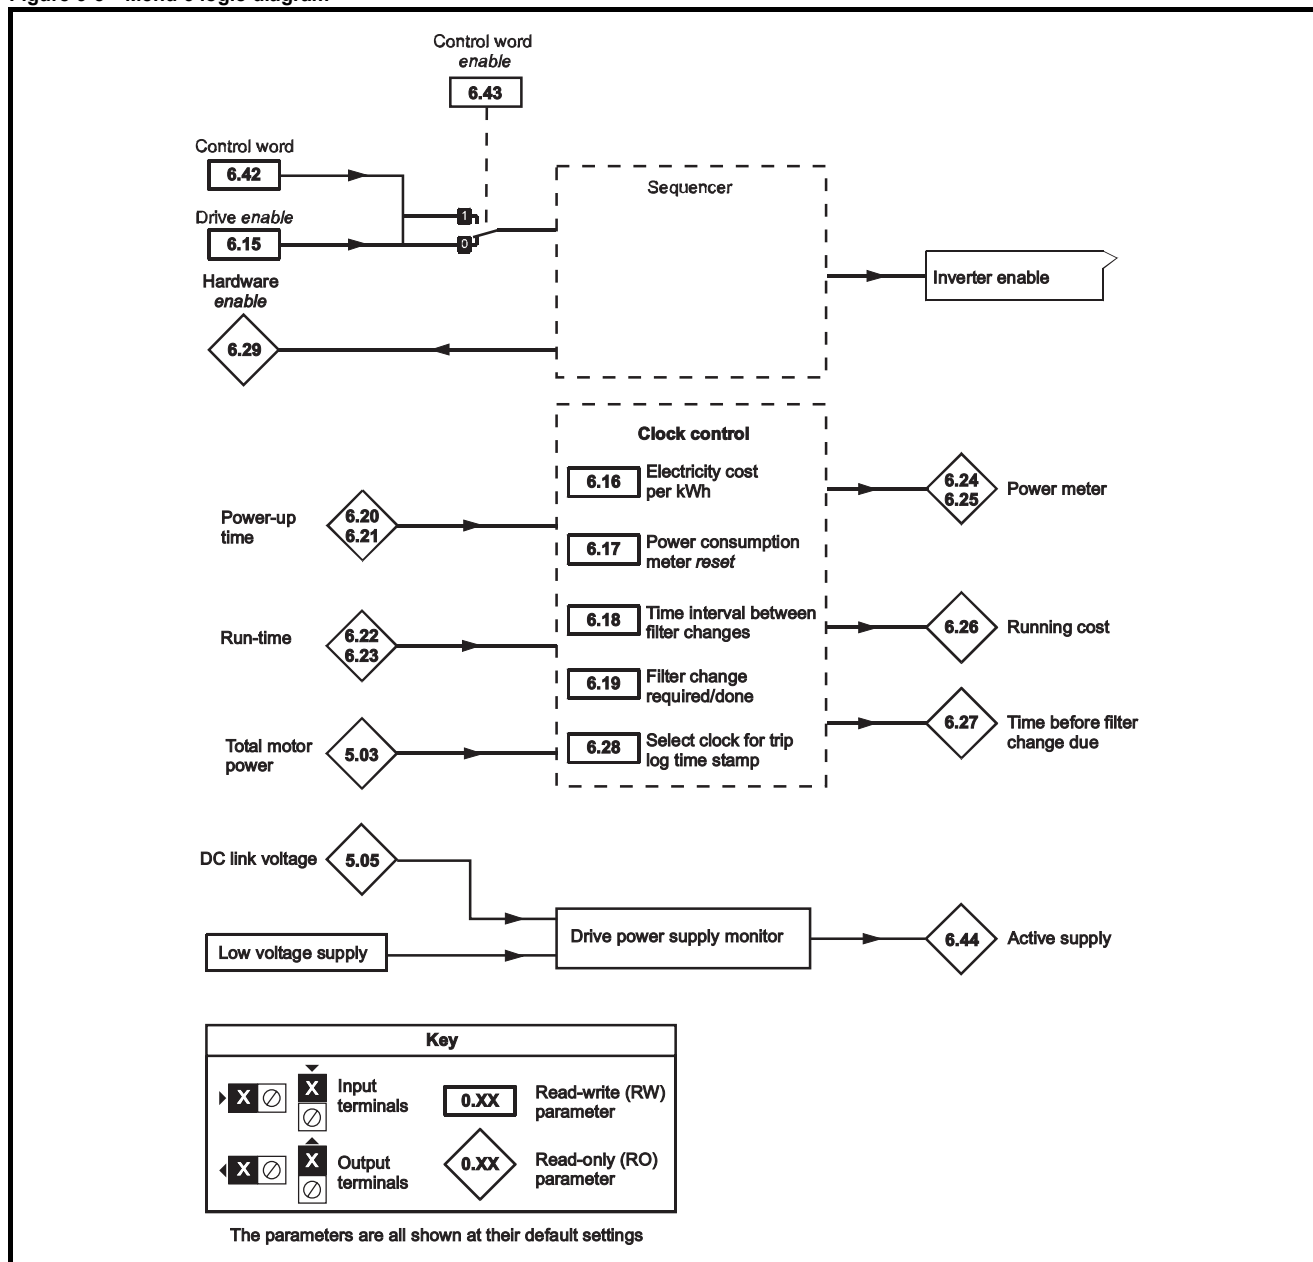 Control word
enable
6.43
Control word
6.42
1
Drive enable
6.15
0
Hardware
enable
6.29
Sequencer
Inverter enable
Clock control
6.16
Electricity cost
per kWh
6.17
Power consumption
meter reset
6.18
Time interval between
filter changes
6.19
Filter change
required/done
6.28
Select clock for trip
log time stamp
Power-up
time
6.20
6.21
Run-time
6.22
6.23
Total motor
power
5.03
6.24
6.25
Power meter
6.26
Running cost
6.27
Time before filter
change due
DC link voltage
5.05
Low voltage supply
Drive power supply monitor
6.44
Active supply
Key
X
X
Input
terminals
0.XX
Read-write (RW)
parameter
X
X
Output
terminals
0.XX
Read-only (RO)
parameter
The parameters are all shown at their default settings